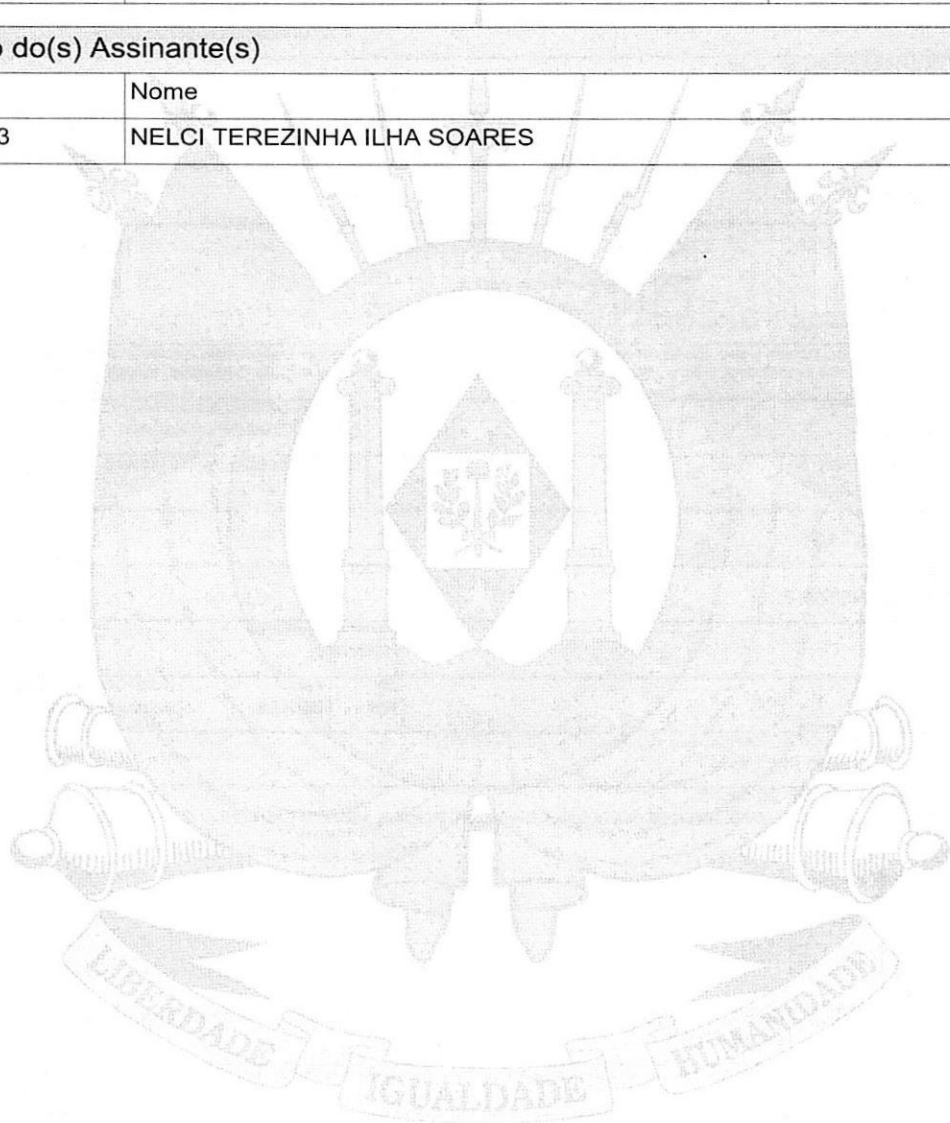 do(s) Assinante(s)
Nome
3 NELCI TEREZINHA ILHA SOARES
LIBERDADE IGUALDADE HUMANIDADE